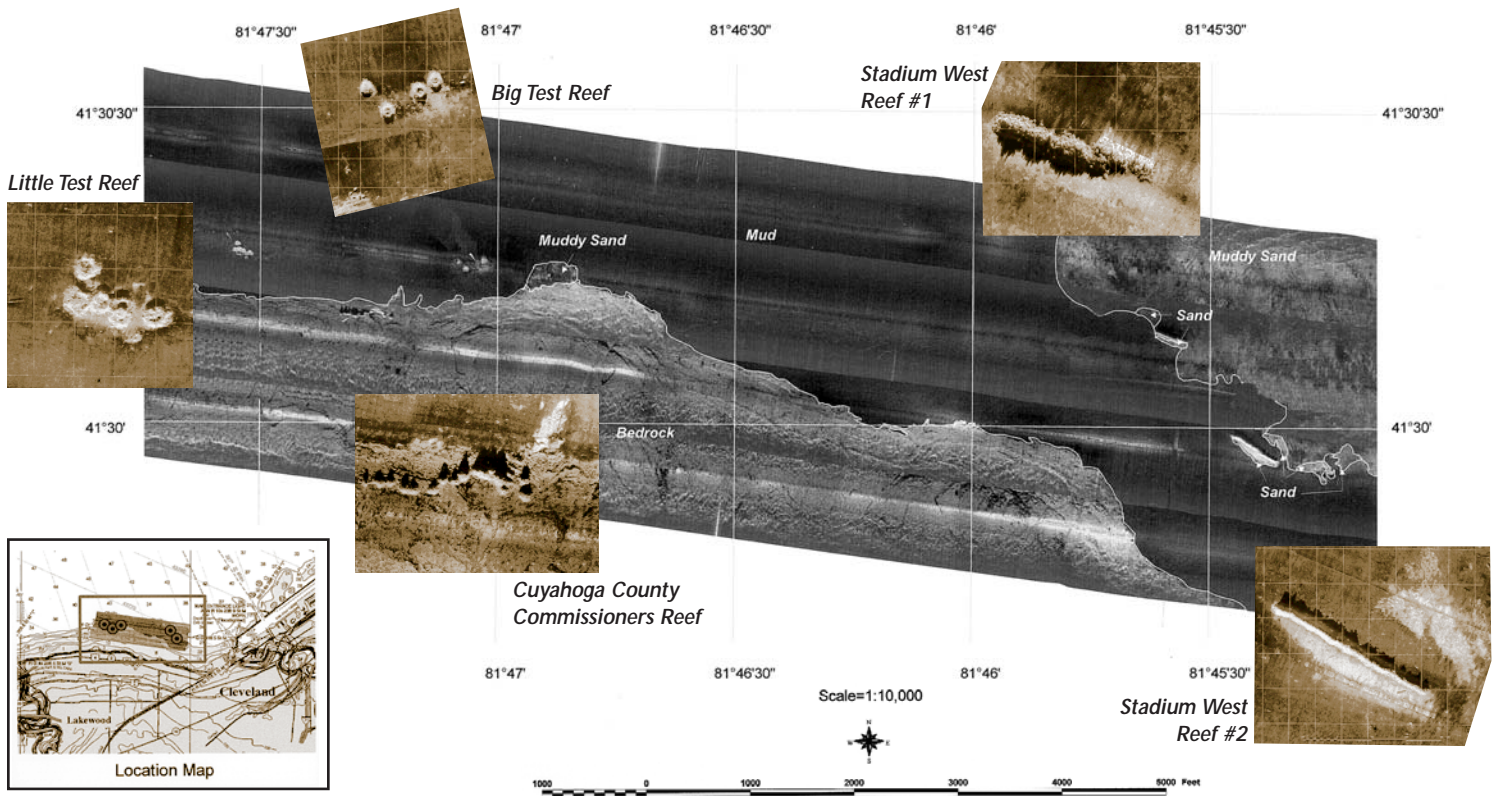 81°47'30"
81°47'
81°46'30"
81°46'
81°45'30"
Big Test Reef
Stadium West
Reef #1
41°30'30"
41°30'30"
Little Test Reef
Muddy Sand
Mud
Muddy Sand
Sand
41°30'
Bedrock
41°30'
Sand
Cuyahoga County
Commissioners Reef
81°47'
81°46'30"
81°46'
81°45'30"
Scale=1:10,000
Stadium West
Reef #2
N
W E
S
Cleveland
Lakewood
Location Map
1000 0 1000 2000 3000 4000 5000 Feet